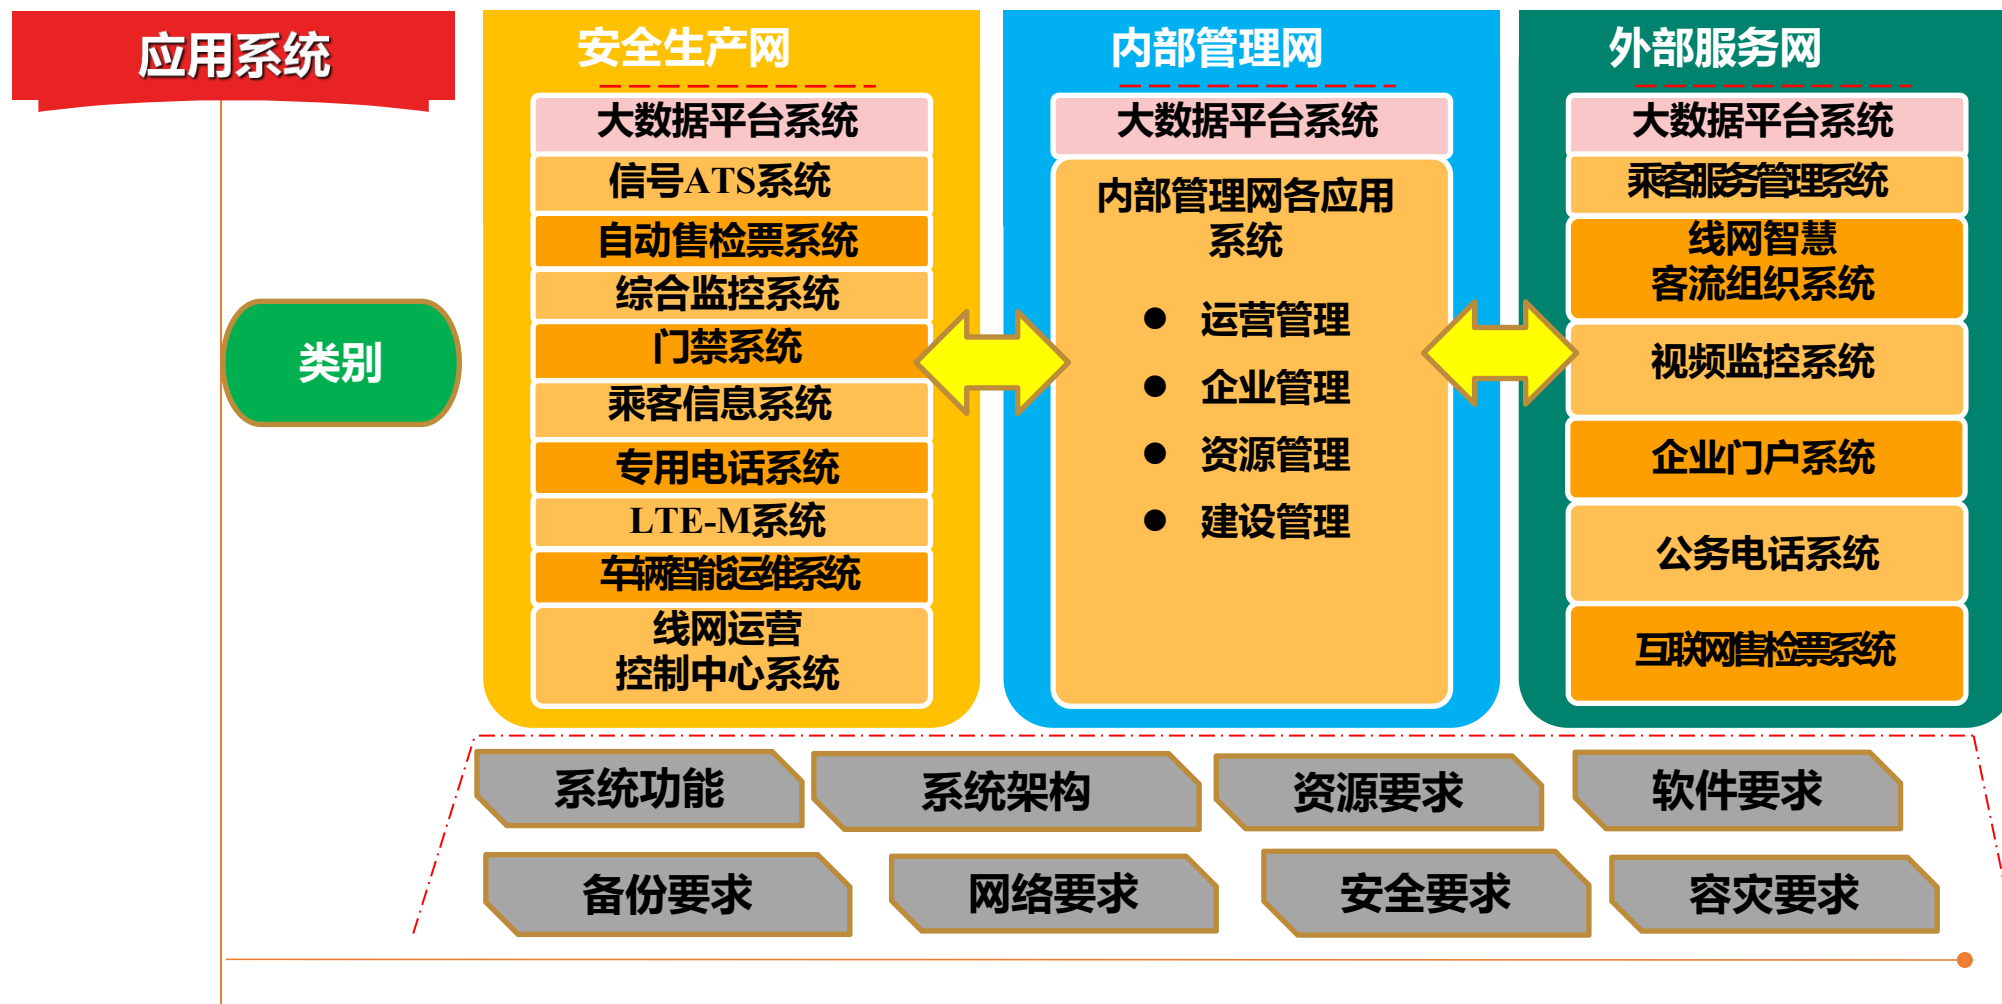 应用系统
类别
安全生产网
大数据平台系统
信号ATS系统
自动售检票系统
综合监控系统
门禁系统
乘客信息系统
专用电话系统
LTE-M系统
车辆智能运维系统
线网运营
控制中心系统
内部管理网
大数据平台系统
内部管理网各应用
系统
● 运营管理
● 企业管理
● 资源管理
● 建设管理
外部服务网
大数据平台系统
乘客服务管理系统
线网智慧
客流组织系统
视频监控系统
企业门户系统
公务电话系统
互联网售检票系统
系统功能
系统架构
资源要求
软件要求
备份要求
网络要求
安全要求
容灾要求